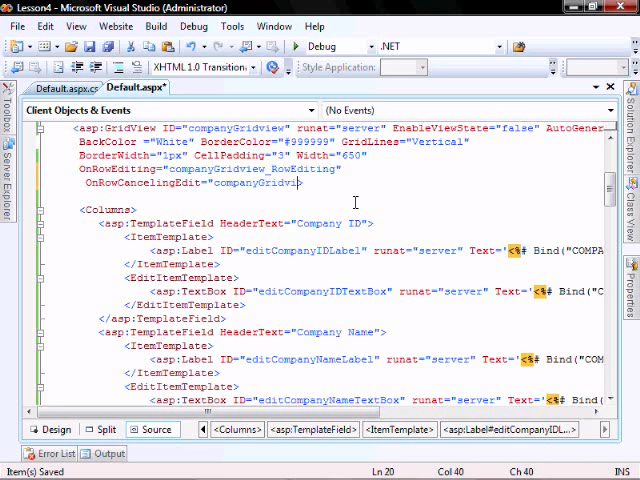 Lesson4 - Microsoft Visual Studio (Administrator)
File Edit View Website Build Debug Tools Window Help
Debug .NET
XHTML 1.0 Transition Style Application:
Default.aspx.cs Default.aspx*
Client Objects & Events (No Events)
<asp:GridView ID="companyGridview" runat="server" EnableViewState="false" AutoGener
BackColor ="White" BorderColor="#999999" GridLines="Vertical"
BorderWidth="1px" CellPadding="3" Width="650"
OnRowEditing="companyGridview_RowEditing"
OnRowCancelingEdit="companyGridvi>
<Columns>
<asp:TemplateField HeaderText="Company ID">
<ItemTemplate>
<asp:Label ID="editCompanyIDLabel" runat="server" Text='<%# Bind("COMPA
</ItemTemplate>
<EditItemTemplate>
<asp:TextBox ID="editCompanyIDTextBox" runat="server" Text='<%# Bind("C
</EditItemTemplate>
</asp:TemplateField>
<asp:TemplateField HeaderText="Company Name">
<ItemTemplate>
<asp:Label ID="editCompanyNameLabel" runat="server" Text='<%# Bind("COM
</ItemTemplate>
<EditItemTemplate>
<asp:TextBox ID="editCompanyNameTextBox" runat="server" Text='<%# Bind(
Toolbox
Server Explorer
Solution Explorer
Class View
Properties
Design Split Source <Columns> <asp:TemplateField> <ItemTemplate> <asp:Label#editCompanyIDL...>
Error List Output
Item(s) Saved Ln 20 Col 40 Ch 40 INS